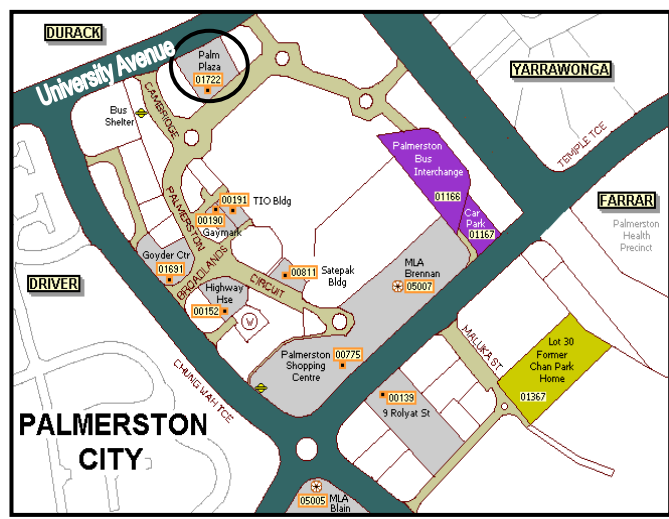 DURACK
University Avenue
Palm
Plaza
01722
YARRAWONGA
Bus
Shelter
CAMBRIDGE
Palmerston
Bus
Interchange
01166
Car
Park
01167
TEMPLE TCE
FARRAR
Palmerston
Health
Precinct
PALMERSTON
00191
TIO Bldg
00190
Gaymark
Goyder Ctr
01691
BROADLANDS
DRIVER
Highway
Hse
00152
W
CIRCUIT
00811
Satepak
Bldg
MLA
Brennan
05007
Palmerston
Shopping
Centre
00775
MALUKA ST
Lot 30
Former
Chan Park
Home
01367
CHUNG WAH TCE
00139
9 Rolyat St
PALMERSTON
CITY
05005
MLA
Blain